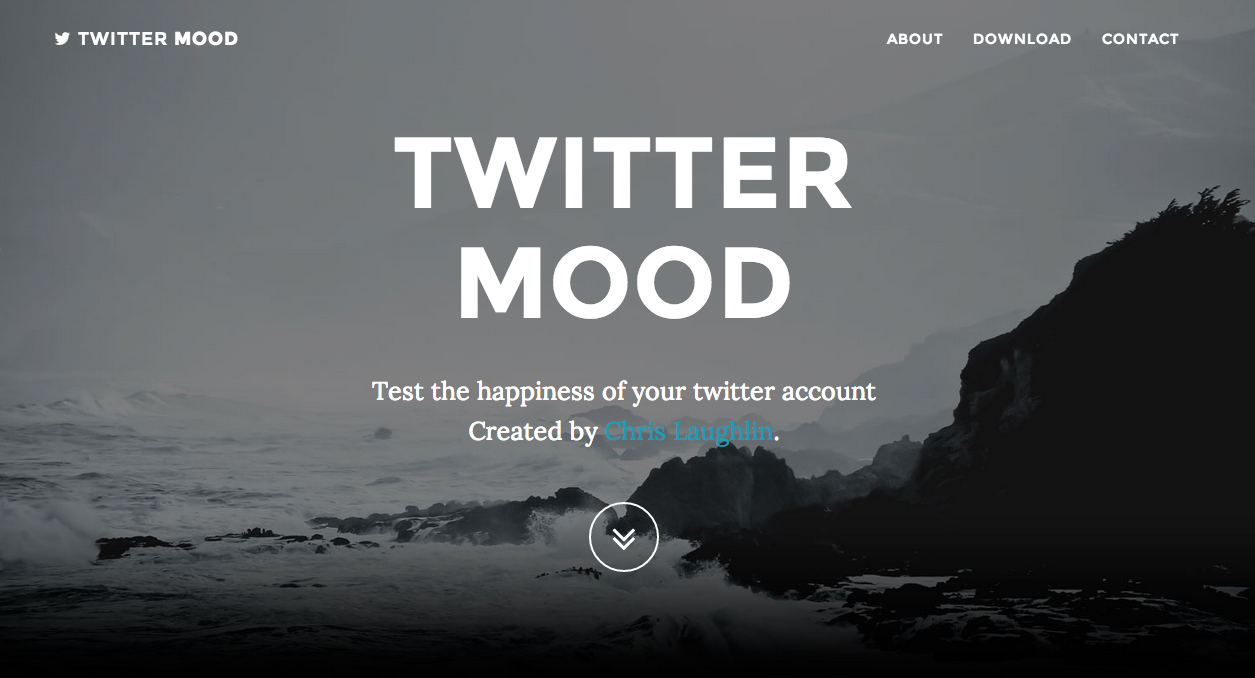 TWITTER MOOD
ABOUT DOWNLOAD CONTACT
TWITTER
MOOD
Test the happiness of your twitter account
Created by Chris Laughlin.